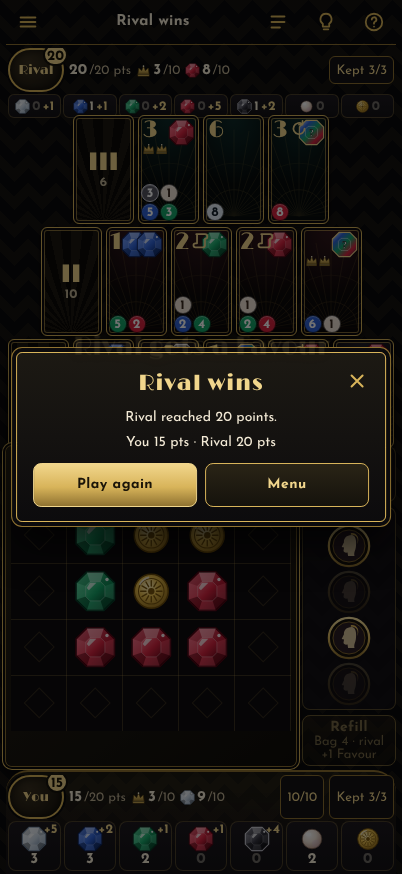 Rival wins
20
Rival 20/20 pts 3/10 8/10 Kept 3/3
0+1 1+1 0+2 0+5 1+2 0 0
III 3 6 3
6 3 1
5 3 8 8
II 1 2 2
10 1 1
5 2 2 4 2 4 6 1
Rival wins
Rival reached 20 points.
You 15 pts · Rival 20 pts
Play again Menu
Refill
Bag 4 · rival
+1 Favour
15
You 15/20 pts 3/10 9/10 10/10 Kept 3/3
+5 +2 +1 +1 +4
3 3 2 0 0 2 0